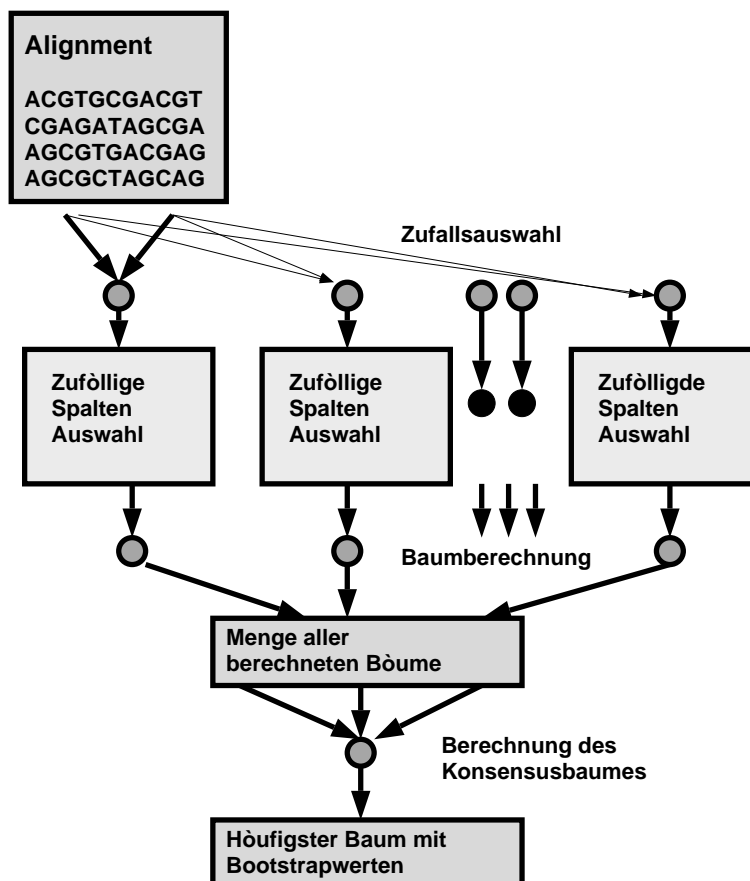 Alignment
ACGTGCGACGT
CGAGATAGCGA
AGCGTGACGAG
AGCGCTAGCAG
Zufallsauswahl
Zufòllige
Spalten
Auswahl
Zufòllige
Spalten
Auswahl
Zufòlligde
Spalten
Auswahl
Baumberechnung
Menge aller
berechneten Bòume
Berechnung des
Konsensusbaumes
Hòufigster Baum mit
Bootstrapwerten